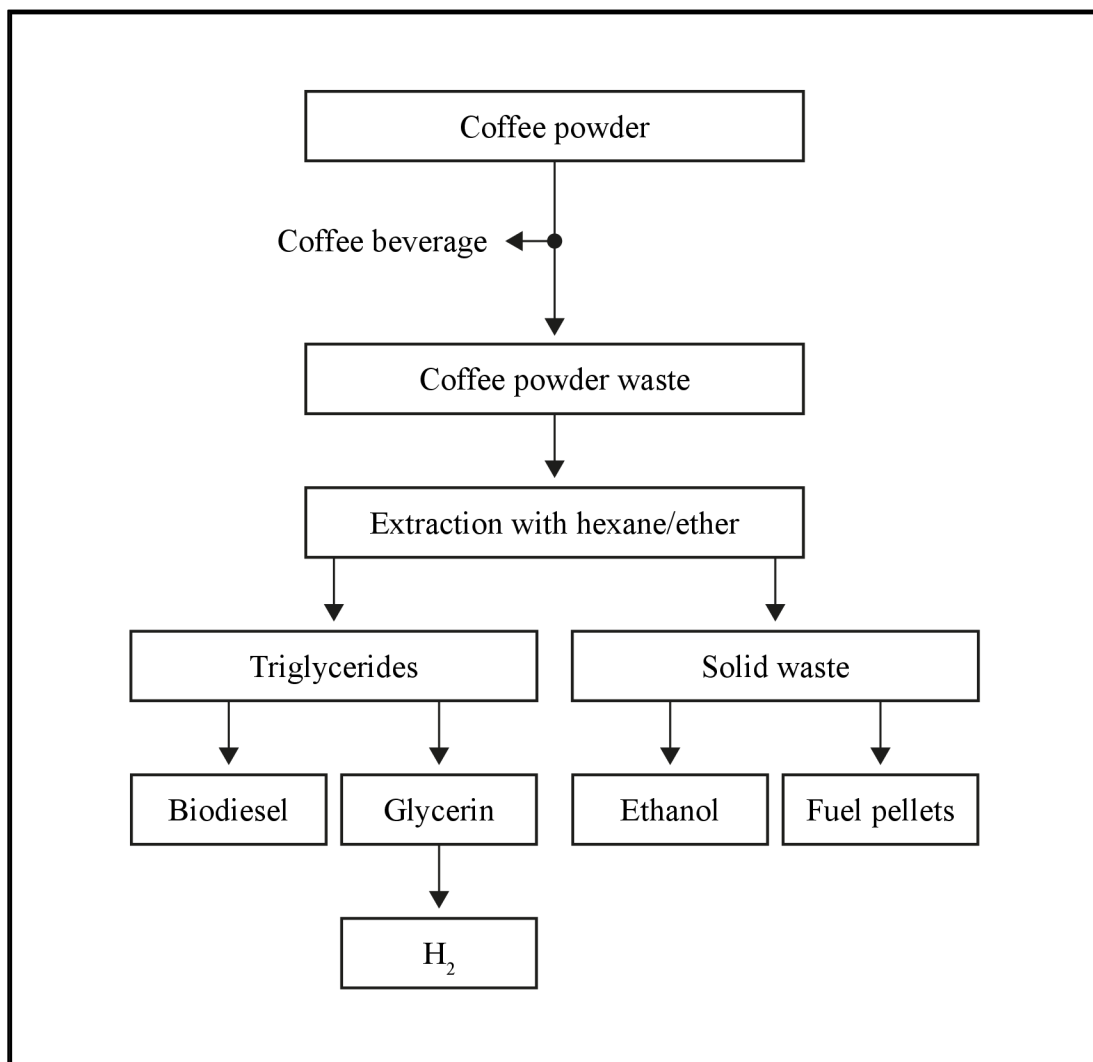 Coffee powder
Coffee beverage
Coffee powder waste
Extraction with hexane/ether
Triglycerides
Solid waste
Biodiesel
Glycerin
Ethanol
Fuel pellets
H₂